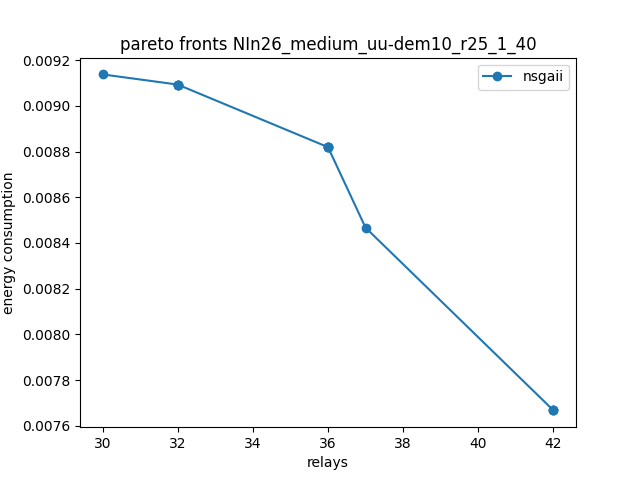 pareto fronts NIn26_medium_uu-dem10_r25_1_40
nsgaii
energy consumption
0.0092
0.0090
0.0088
0.0086
0.0084
0.0082
0.0080
0.0078
0.0076
30 32 34 36 38 40 42
relays